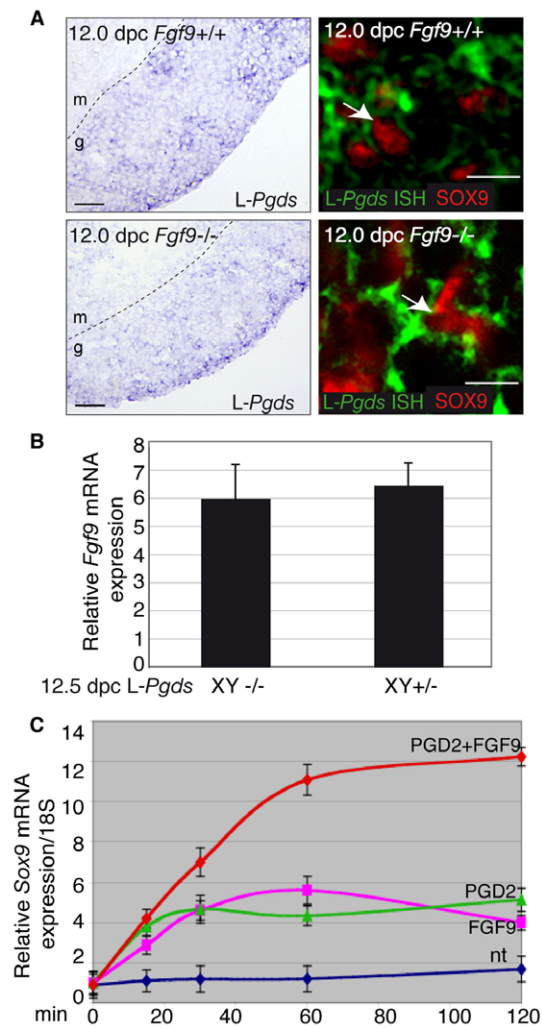 A
12.0 dpc Fgf9+/+
m
g
L-Pgds
12.0 dpc Fgf9+/+
L-Pgds ISH SOX9
12.0 dpc Fgf9-/-
m
g
L-Pgds
12.0 dpc Fgf9-/-
L-Pgds ISH SOX9
B
Relative Fgf9 mRNA
expression
8
7
6
5
4
3
2
1
0
12.5 dpc L-Pgds XY -/- XY+/-
C
Relative Sox9 mRNA
expression/18S
14
12
10
8
6
4
2
0
PGD2+FGF9
PGD2
FGF9
nt
min 0 20 40 60 80 100 120